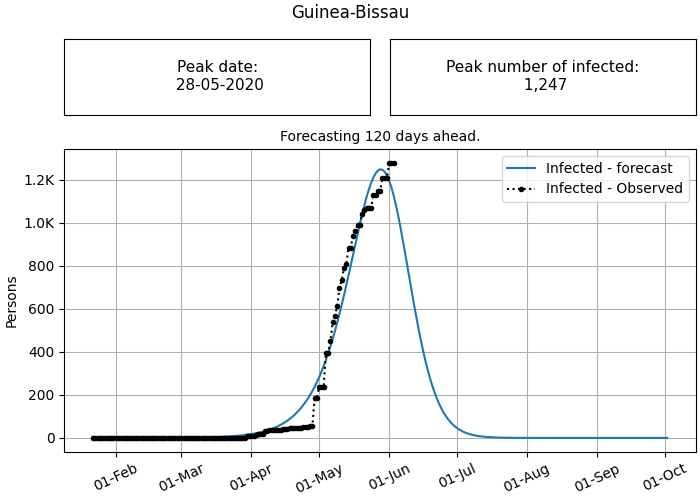 Guinea-Bissau
Peak date:
28-05-2020
Peak number of infected:
1,247
Forecasting 120 days ahead.
Infected - forecast
Infected - Observed
1.2K
1.0K
800
600
400
200
0
Persons
01-Feb
01-Mar
01-Apr
01-May
01-Jun
01-Jul
01-Aug
01-Sep
01-Oct